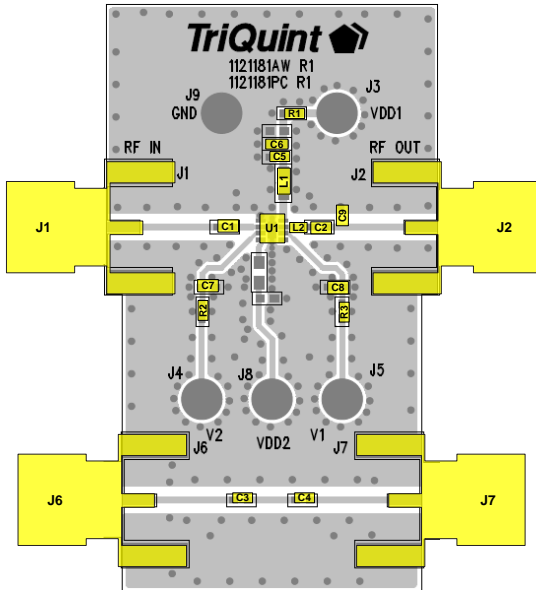 TriQuint
1121181AW R1
1121181PC R1
J9
GND
J3
R1
VDD1
C6
C5
RF IN
RF OUT
J1
L1
J2
J1
C1
U1
L2
C2
C9
J2
C7
C8
R2
R3
J4
J8
J5
V2
VDD2
V1
J6
J7
J6
C3
C4
J7